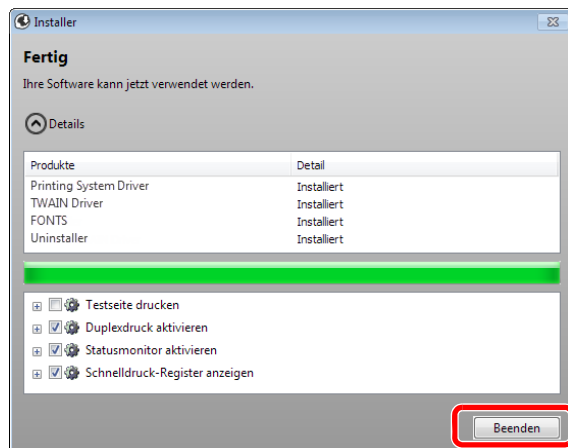 Installer
Fertig
Ihre Software kann jetzt verwendet werden.
Details
Produkte Detail
Printing System Driver Installiert
TWAIN Driver Installiert
FONTS Installiert
Uninstaller Installiert
Testseite drucken
Duplexdruck aktivieren
Statusmonitor aktivieren
Schnelldruck-Register anzeigen
Beenden